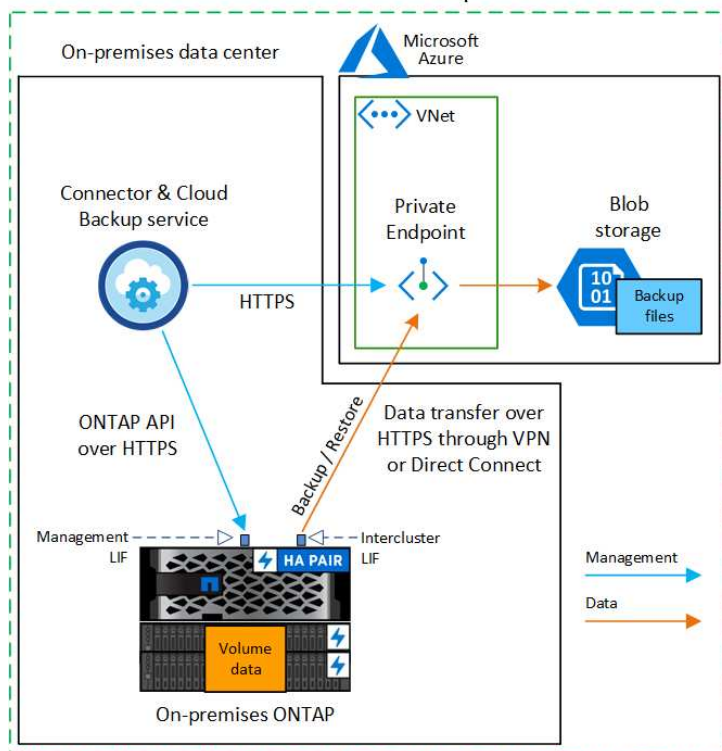 On-premises data center
Microsoft
Azure
VNet
Connector & Cloud
Backup service
Private
Endpoint
Blob
storage
10
01
Backup
files
HTTPS
ONTAP API
over HTTPS
Backup / Restore
Data transfer over
HTTPS through VPN
or Direct Connect
Management
LIF
Intercluster
LIF
HA PAIR
Management
Data
Volume
data
On-premises ONTAP